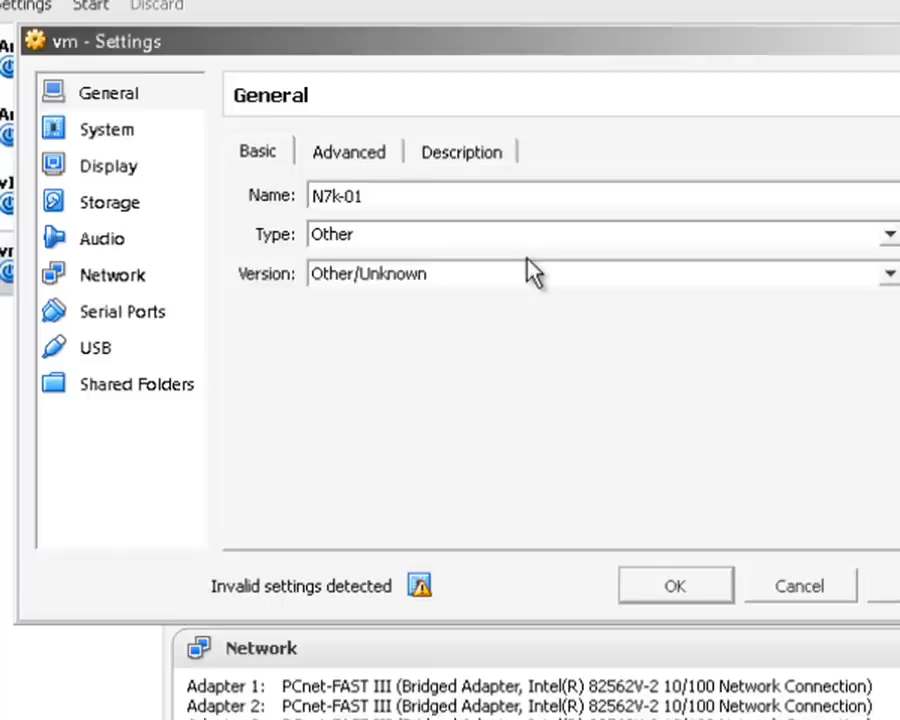 Settings Start Discard
vm - Settings
General
System
Display
Storage
Audio
Network
Serial Ports
USB
Shared Folders
General
Basic Advanced Description
Name: N7k-01
Type: Other
Version: Other/Unknown
Invalid settings detected
OK Cancel
Network
Adapter 1: PCnet-FAST III (Bridged Adapter, Intel(R) 82562V-2 10/100 Network Connection)
Adapter 2: PCnet-FAST III (Bridged Adapter, Intel(R) 82562V-2 10/100 Network Connection)